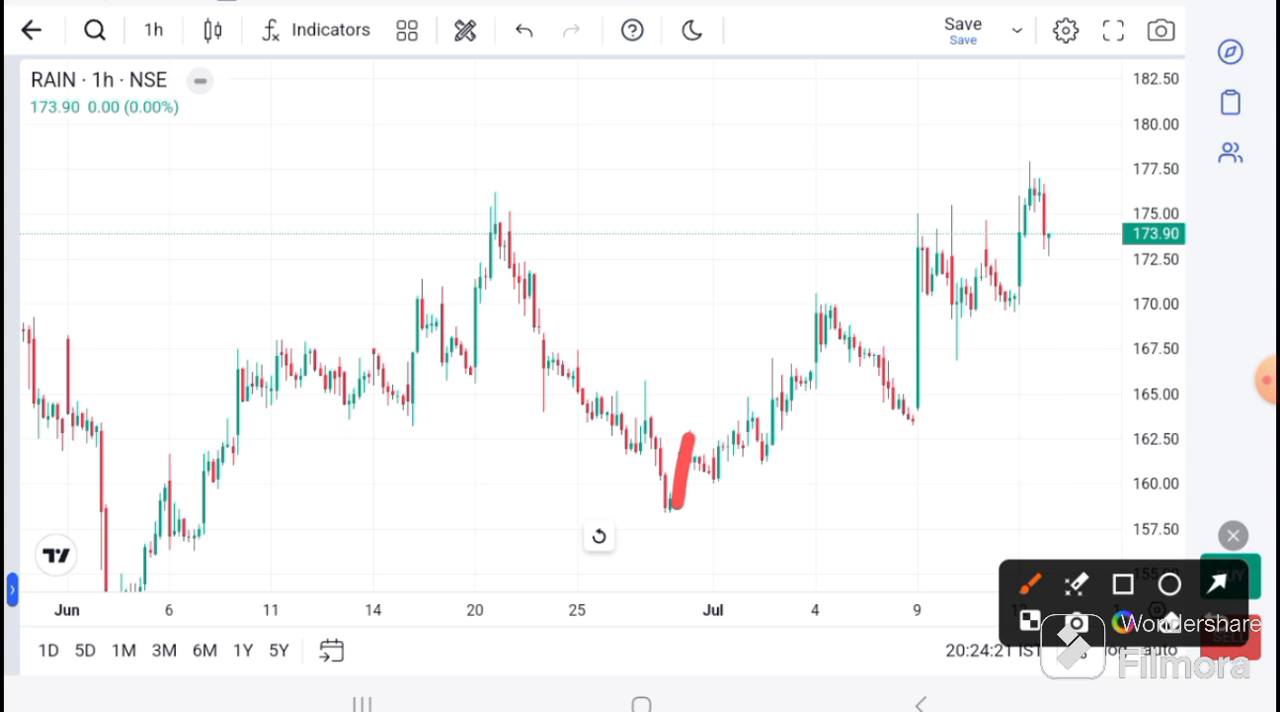 1h
Indicators
Save
Save
RAIN · 1h · NSE
173.90 0.00 (0.00%)
182.50
180.00
177.50
175.00
173.90
172.50
170.00
167.50
165.00
162.50
160.00
157.50
Jun 6 11 14 20 25 Jul 4 9
1D 5D 1M 3M 6M 1Y 5Y
20:24:21 IST
auto
Wondershare
Filmora